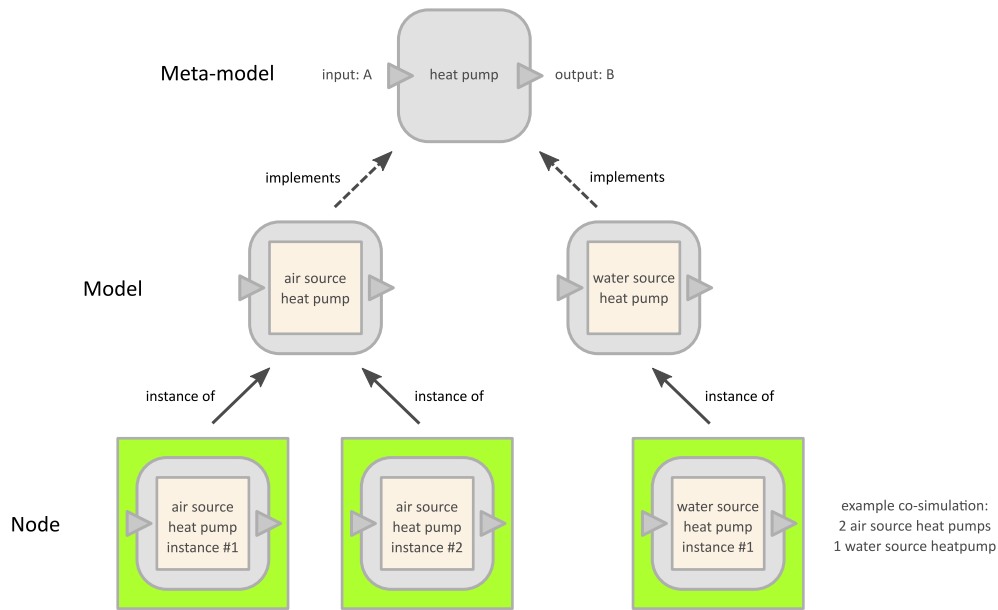 Meta-model
input: A
heat pump
output: B
implements
implements
Model
air source
heat pump
water source
heat pump
instance of
instance of
instance of
Node
air source
heat pump
instance #1
air source
heat pump
instance #2
water source
heat pump
instance #1
example co-simulation:
2 air source heat pumps
1 water source heatpump